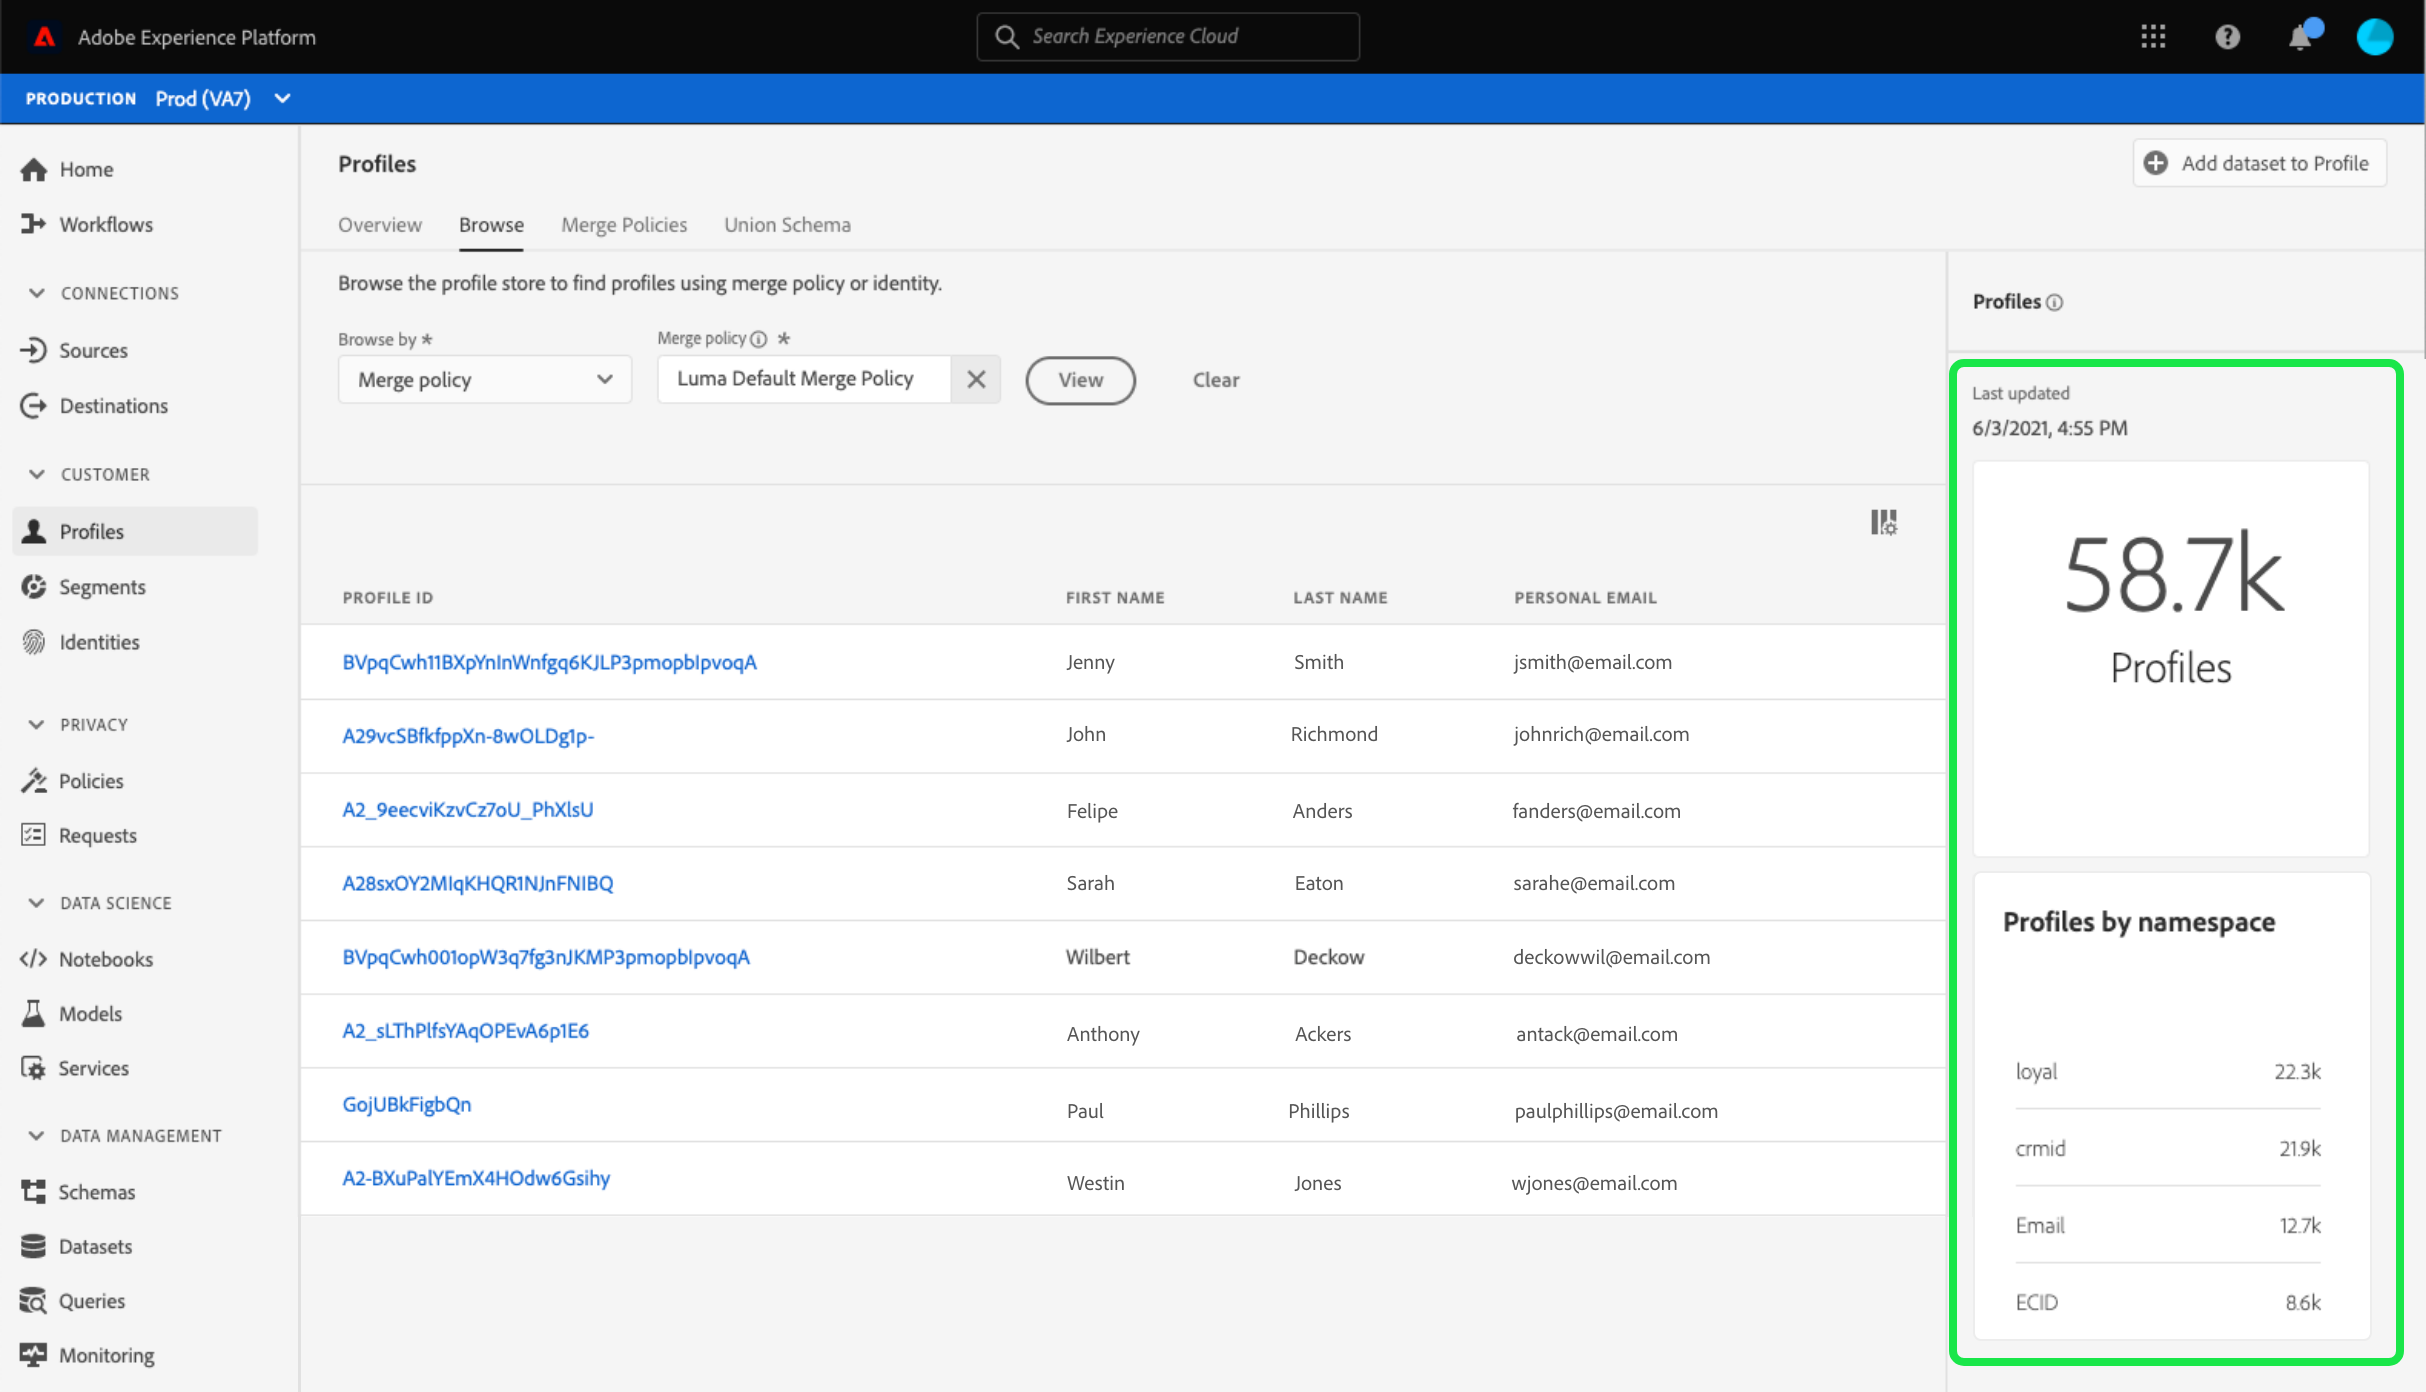 Adobe Experience Platform
Search Experience Cloud
PRODUCTION Prod (VA7)
Home
Workflows
CONNECTIONS
Sources
Destinations
CUSTOMER
Profiles
Segments
Identities
PRIVACY
Policies
Requests
DATA SCIENCE
Notebooks
Models
Services
DATA MANAGEMENT
Schemas
Datasets
Queries
Monitoring
Profiles
Add dataset to Profile
Overview Browse Merge Policies Union Schema
Browse the profile store to find profiles using merge policy or identity.
Browse by * Merge policy *
Merge policy Luma Default Merge Policy View Clear
PROFILE ID FIRST NAME LAST NAME PERSONAL EMAIL
BVpqCwh11BXpYnInWnfgq6KJLP3pmopbIpvoqA Jenny Smith jsmith@email.com
A29vcSBfkfppXn-8wOLDg1p- John Richmond johnrich@email.com
A2_9eecviKzvCz7oU_PhXlsU Felipe Anders fanders@email.com
A28sxOY2MIqKHQR1NJnFNIBQ Sarah Eaton sarahe@email.com
BVpqCwh001opW3q7fg3nJKMP3pmopbIpvoqA Wilbert Deckow deckowwil@email.com
A2_sLThPlfsYAqOPEvA6p1E6 Anthony Ackers antack@email.com
GojUBkFigbQn Paul Phillips paulphillips@email.com
A2-BXuPalYEmX4HOdw6Gsihy Westin Jones wjones@email.com
Profiles
Last updated
6/3/2021, 4:55 PM
58.7k
Profiles
Profiles by namespace
loyal 22.3k
crmid 21.9k
Email 12.7k
ECID 8.6k